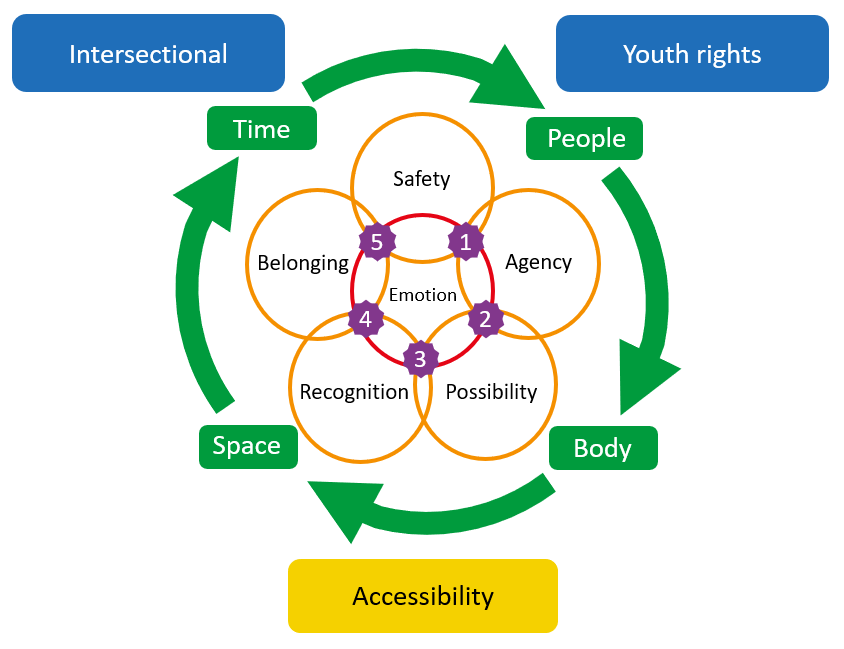 Intersectional
Youth rights
Time
People
Safety
5
1
Belonging
Agency
Emotion
4
2
3
Recognition
Possibility
Space
Body
Accessibility